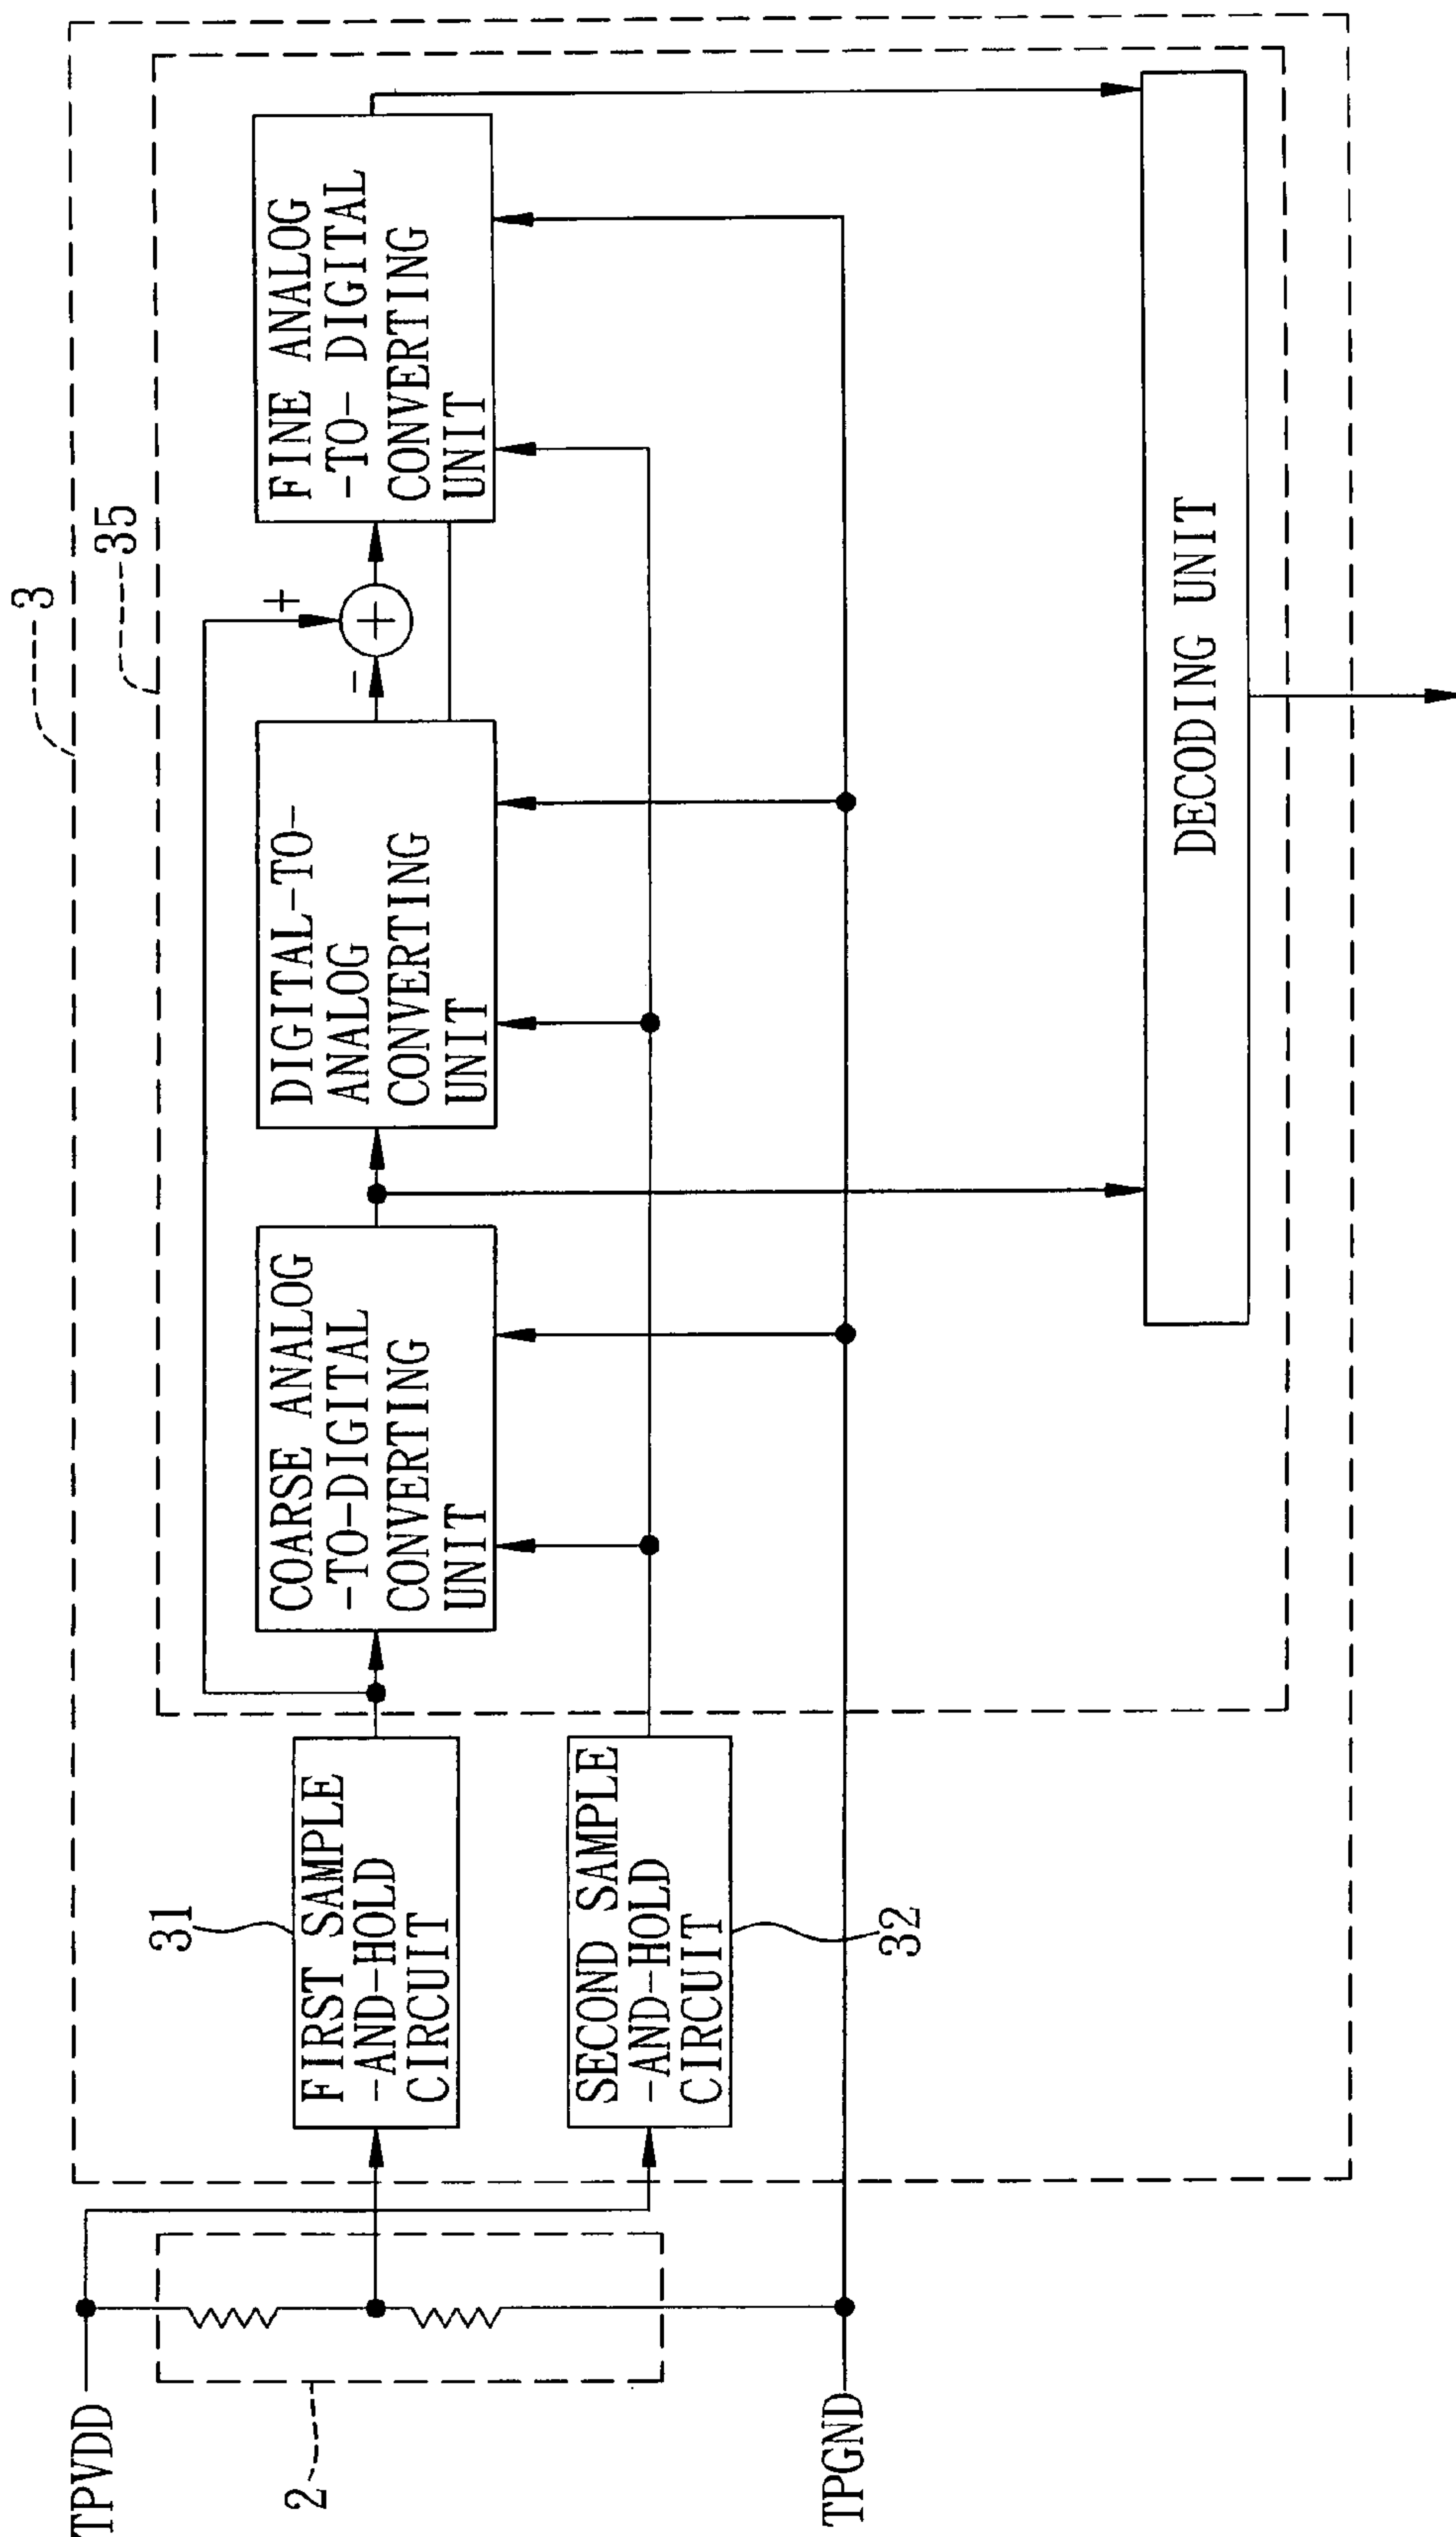 3
35
FINE ANALOG
-TO- DIGITAL
CONVERTING
UNIT
+
-
+
DIGITAL-TO-
ANALOG
CONVERTING
UNIT
COARSE ANALOG
-TO-DIGITAL
CONVERTING
UNIT
DECODING UNIT
31
FIRST SAMPLE
-AND-HOLD
CIRCUIT
SECOND SAMPLE
-AND-HOLD
CIRCUIT
32
TPVDD
2
TPGND